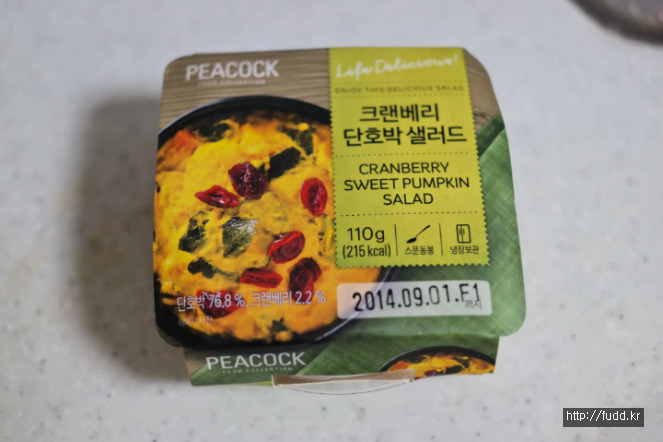 PEACOCK
FOOD COLLECTION
Life Delicious!
ENJOY THIS DELICIOUS SALAD
크랜베리
단호박 샐러드
CRANBERRY
SWEET PUMPKIN
SALAD
110g
(215 kcal)
스푼동봉
냉장보관
단호박 76.8 %, 크랜베리 2.2 %
2014.09.01.F1
까지
PEACOCK
FOOD COLLECTION
http://fudd.kr